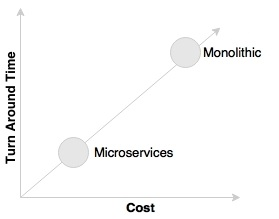 Turn Around Time
Monolithic
Microservices
Cost